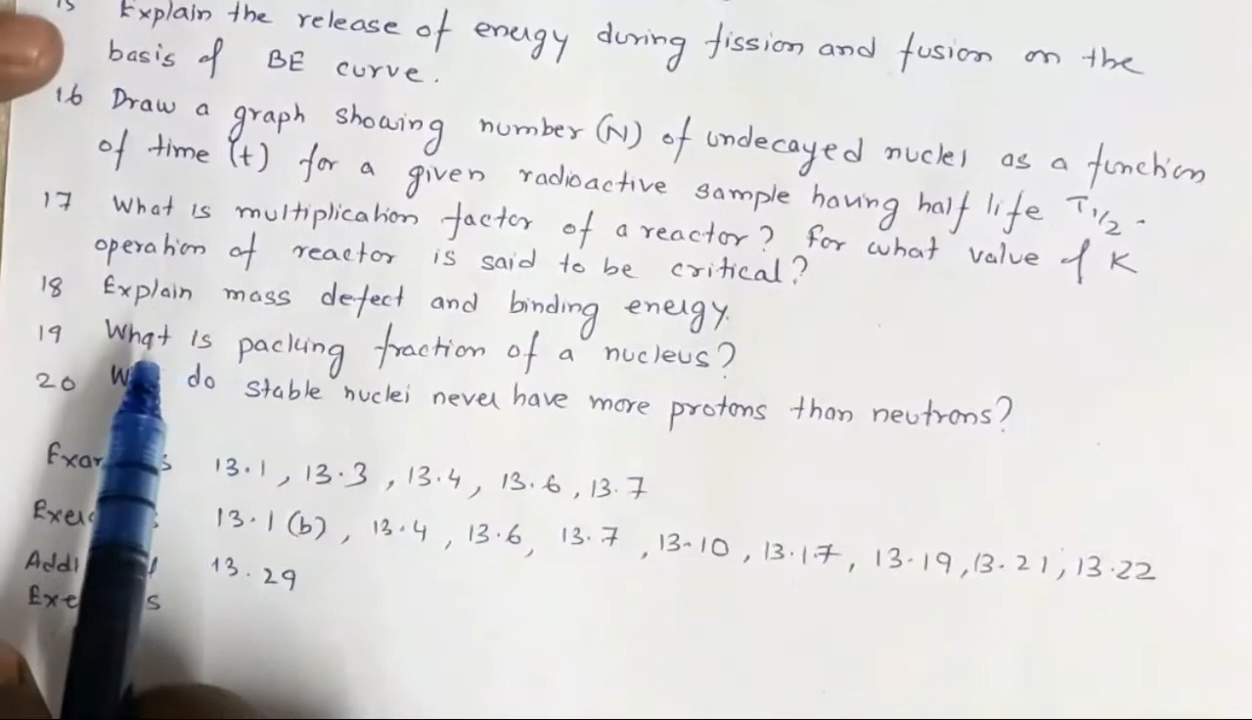 15 Explain the release of energy during fission and fusion on the
basis of BE curve.
16 Draw a graph showing number (N) of undecayed nuclei as a function
of time (t) for a given radioactive sample having half life T1/2.
17 What is multiplication factor of a reactor? For what value of K
operation of reactor is said to be critical?
18 Explain mass defect and binding energy.
19 What is packing fraction of a nucleus?
20 do stable nuclei never have more protons than neutrons?
13.1, 13.3, 13.4, 13.6, 13.7
13.1(b), 13.4, 13.6, 13.7, 13.10, 13.17, 13.19, 13.21, 13.22
13.29